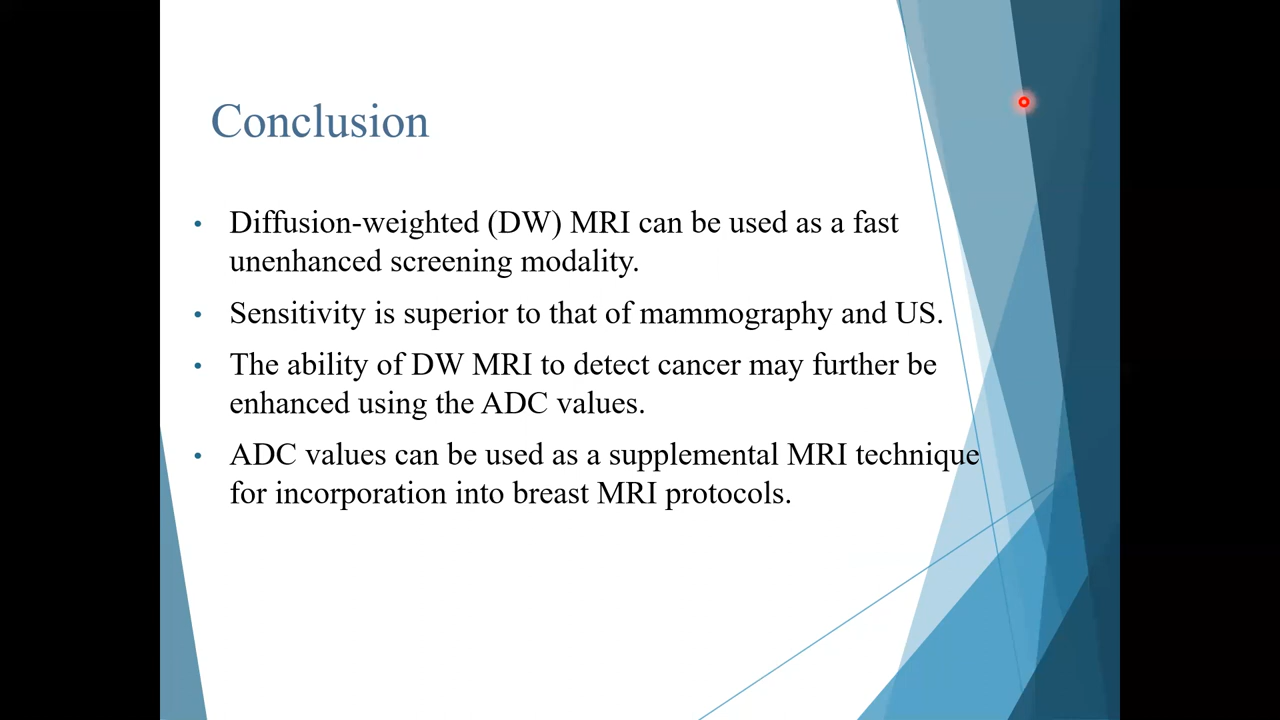 Conclusion
• Diffusion-weighted (DW) MRI can be used as a fast
unenhanced screening modality.
• Sensitivity is superior to that of mammography and US.
• The ability of DW MRI to detect cancer may further be
enhanced using the ADC values.
• ADC values can be used as a supplemental MRI technique
for incorporation into breast MRI protocols.